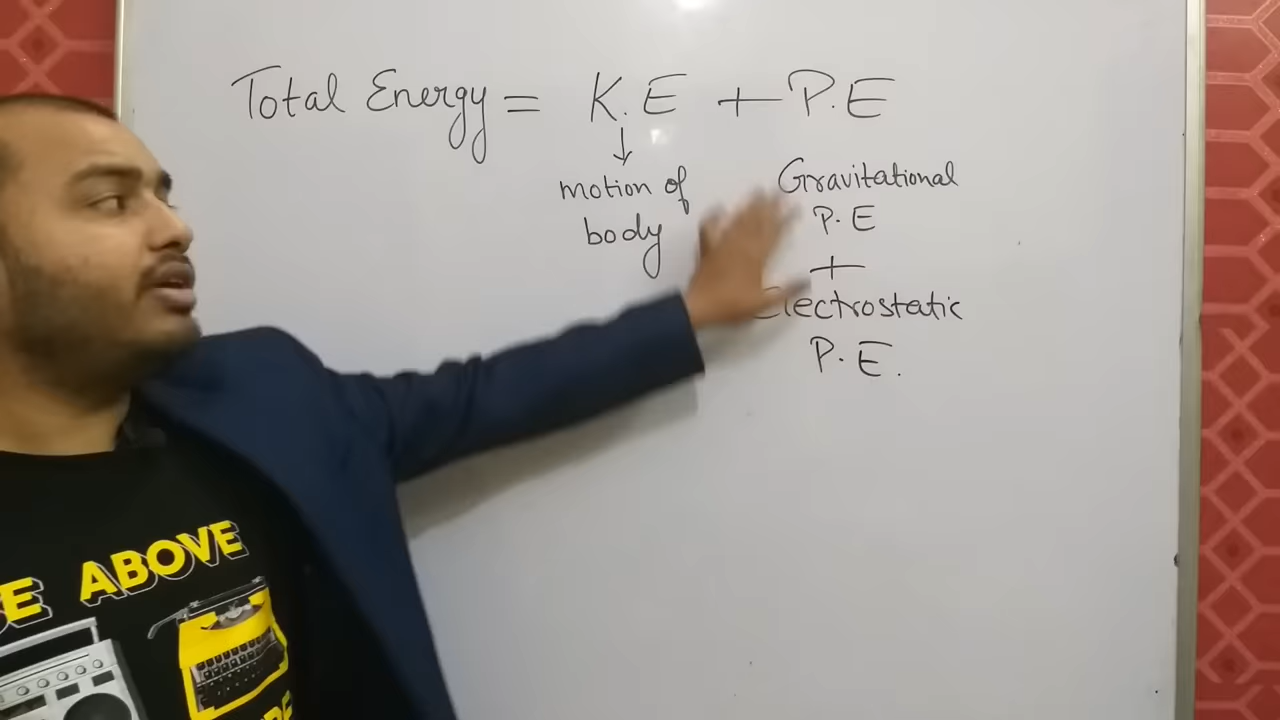 Total Energy = K.E + P.E
↓
motion of
body
Gravitational
P.E
+
Electrostatic
P.E.
ABOVE